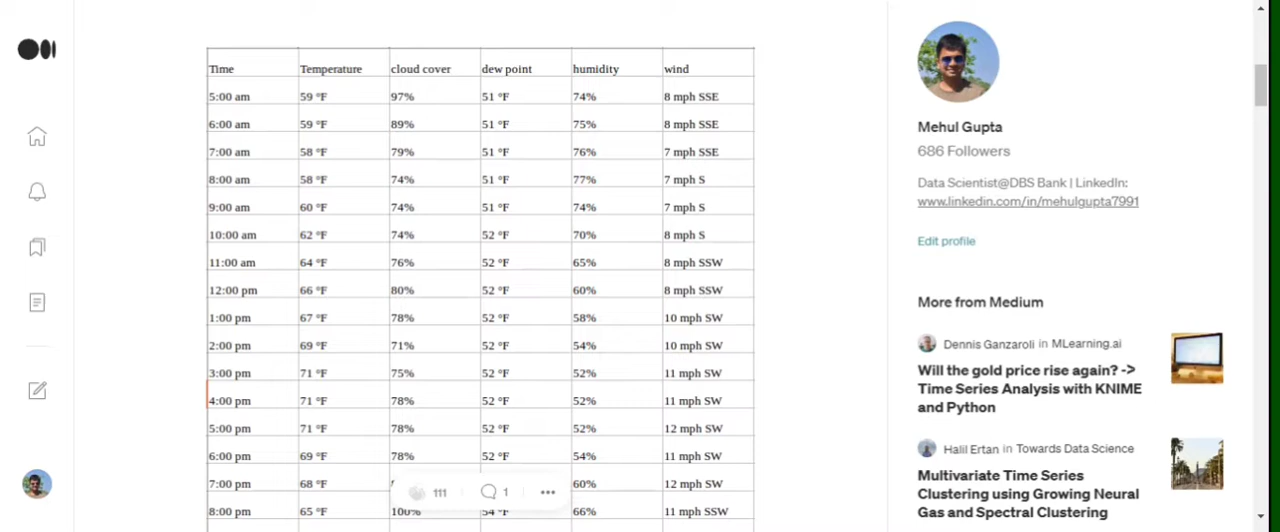 Time Temperature cloud cover dew point humidity wind
5:00 am 59 °F 97% 51 °F 74% 8 mph SSE
6:00 am 59 °F 89% 51 °F 75% 8 mph SSE
7:00 am 58 °F 79% 51 °F 76% 7 mph SSE
8:00 am 58 °F 74% 51 °F 77% 7 mph S
9:00 am 60 °F 74% 51 °F 74% 7 mph S
10:00 am 62 °F 74% 52 °F 70% 8 mph S
11:00 am 64 °F 76% 52 °F 65% 8 mph SSW
12:00 pm 66 °F 80% 52 °F 60% 8 mph SSW
1:00 pm 67 °F 78% 52 °F 58% 10 mph SW
2:00 pm 69 °F 71% 52 °F 54% 10 mph SW
3:00 pm 71 °F 75% 52 °F 52% 11 mph SW
4:00 pm 71 °F 78% 52 °F 52% 11 mph SW
5:00 pm 71 °F 78% 52 °F 52% 12 mph SW
6:00 pm 69 °F 78% 52 °F 54% 11 mph SW
7:00 pm 68 °F 60% 12 mph SW
111 1
8:00 pm 65 °F 100% 54 °F 66% 11 mph SSW
Mehul Gupta
686 Followers
Data Scientist@DBS Bank | LinkedIn:
www.linkedin.com/in/mehulgupta7991
Edit profile
More from Medium
Dennis Ganzaroli in MLearning.ai
Will the gold price rise again? ->
Time Series Analysis with KNIME
and Python
Halil Ertan in Towards Data Science
Multivariate Time Series
Clustering using Growing Neural
Gas and Spectral Clustering